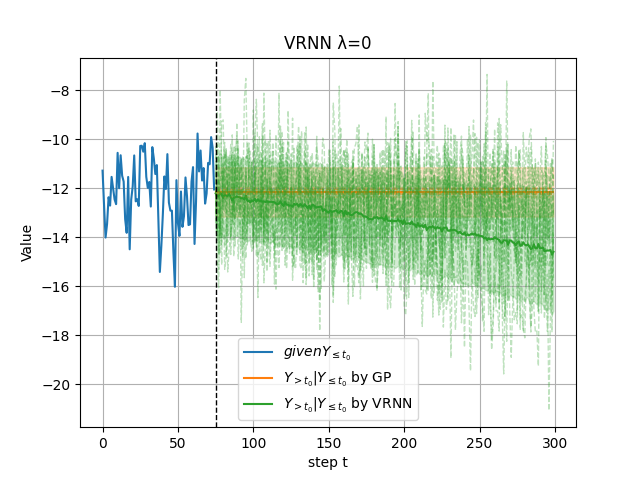 VRNN λ=0
Value
−8
−10
−12
−14
−16
−18
−20
given Y≤t₀
Y>t₀|Y≤t₀ by GP
Y>t₀|Y≤t₀ by VRNN
0 50 100 150 200 250 300
step t